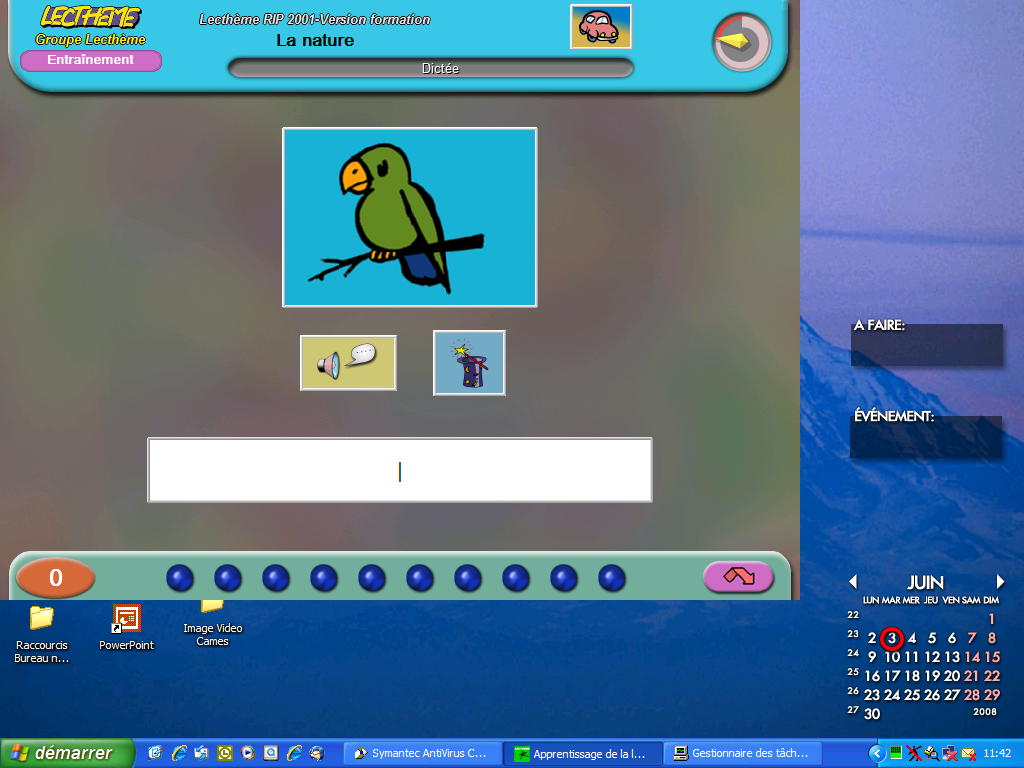 LECTHEME
Groupe Lecthème
Entraînement
Lecthème RIP 2001-Version formation
La nature
Dictée
0
A FAIRE:
ÉVÉNEMENT:
JUIN
LUN MAR MER JEU VEN SAM DIM
22 1
23 2 3 4 5 6 7 8
24 9 10 11 12 13 14 15
25 16 17 18 19 20 21 22
26 23 24 25 26 27 28 29
27 30 2008
Raccourcis
Bureau n...
PowerPoint
Image Video
Games
démarrer
Symantec AntiVirus C...
Apprentissage de la l...
Gestionnaire des tâch...
11:42